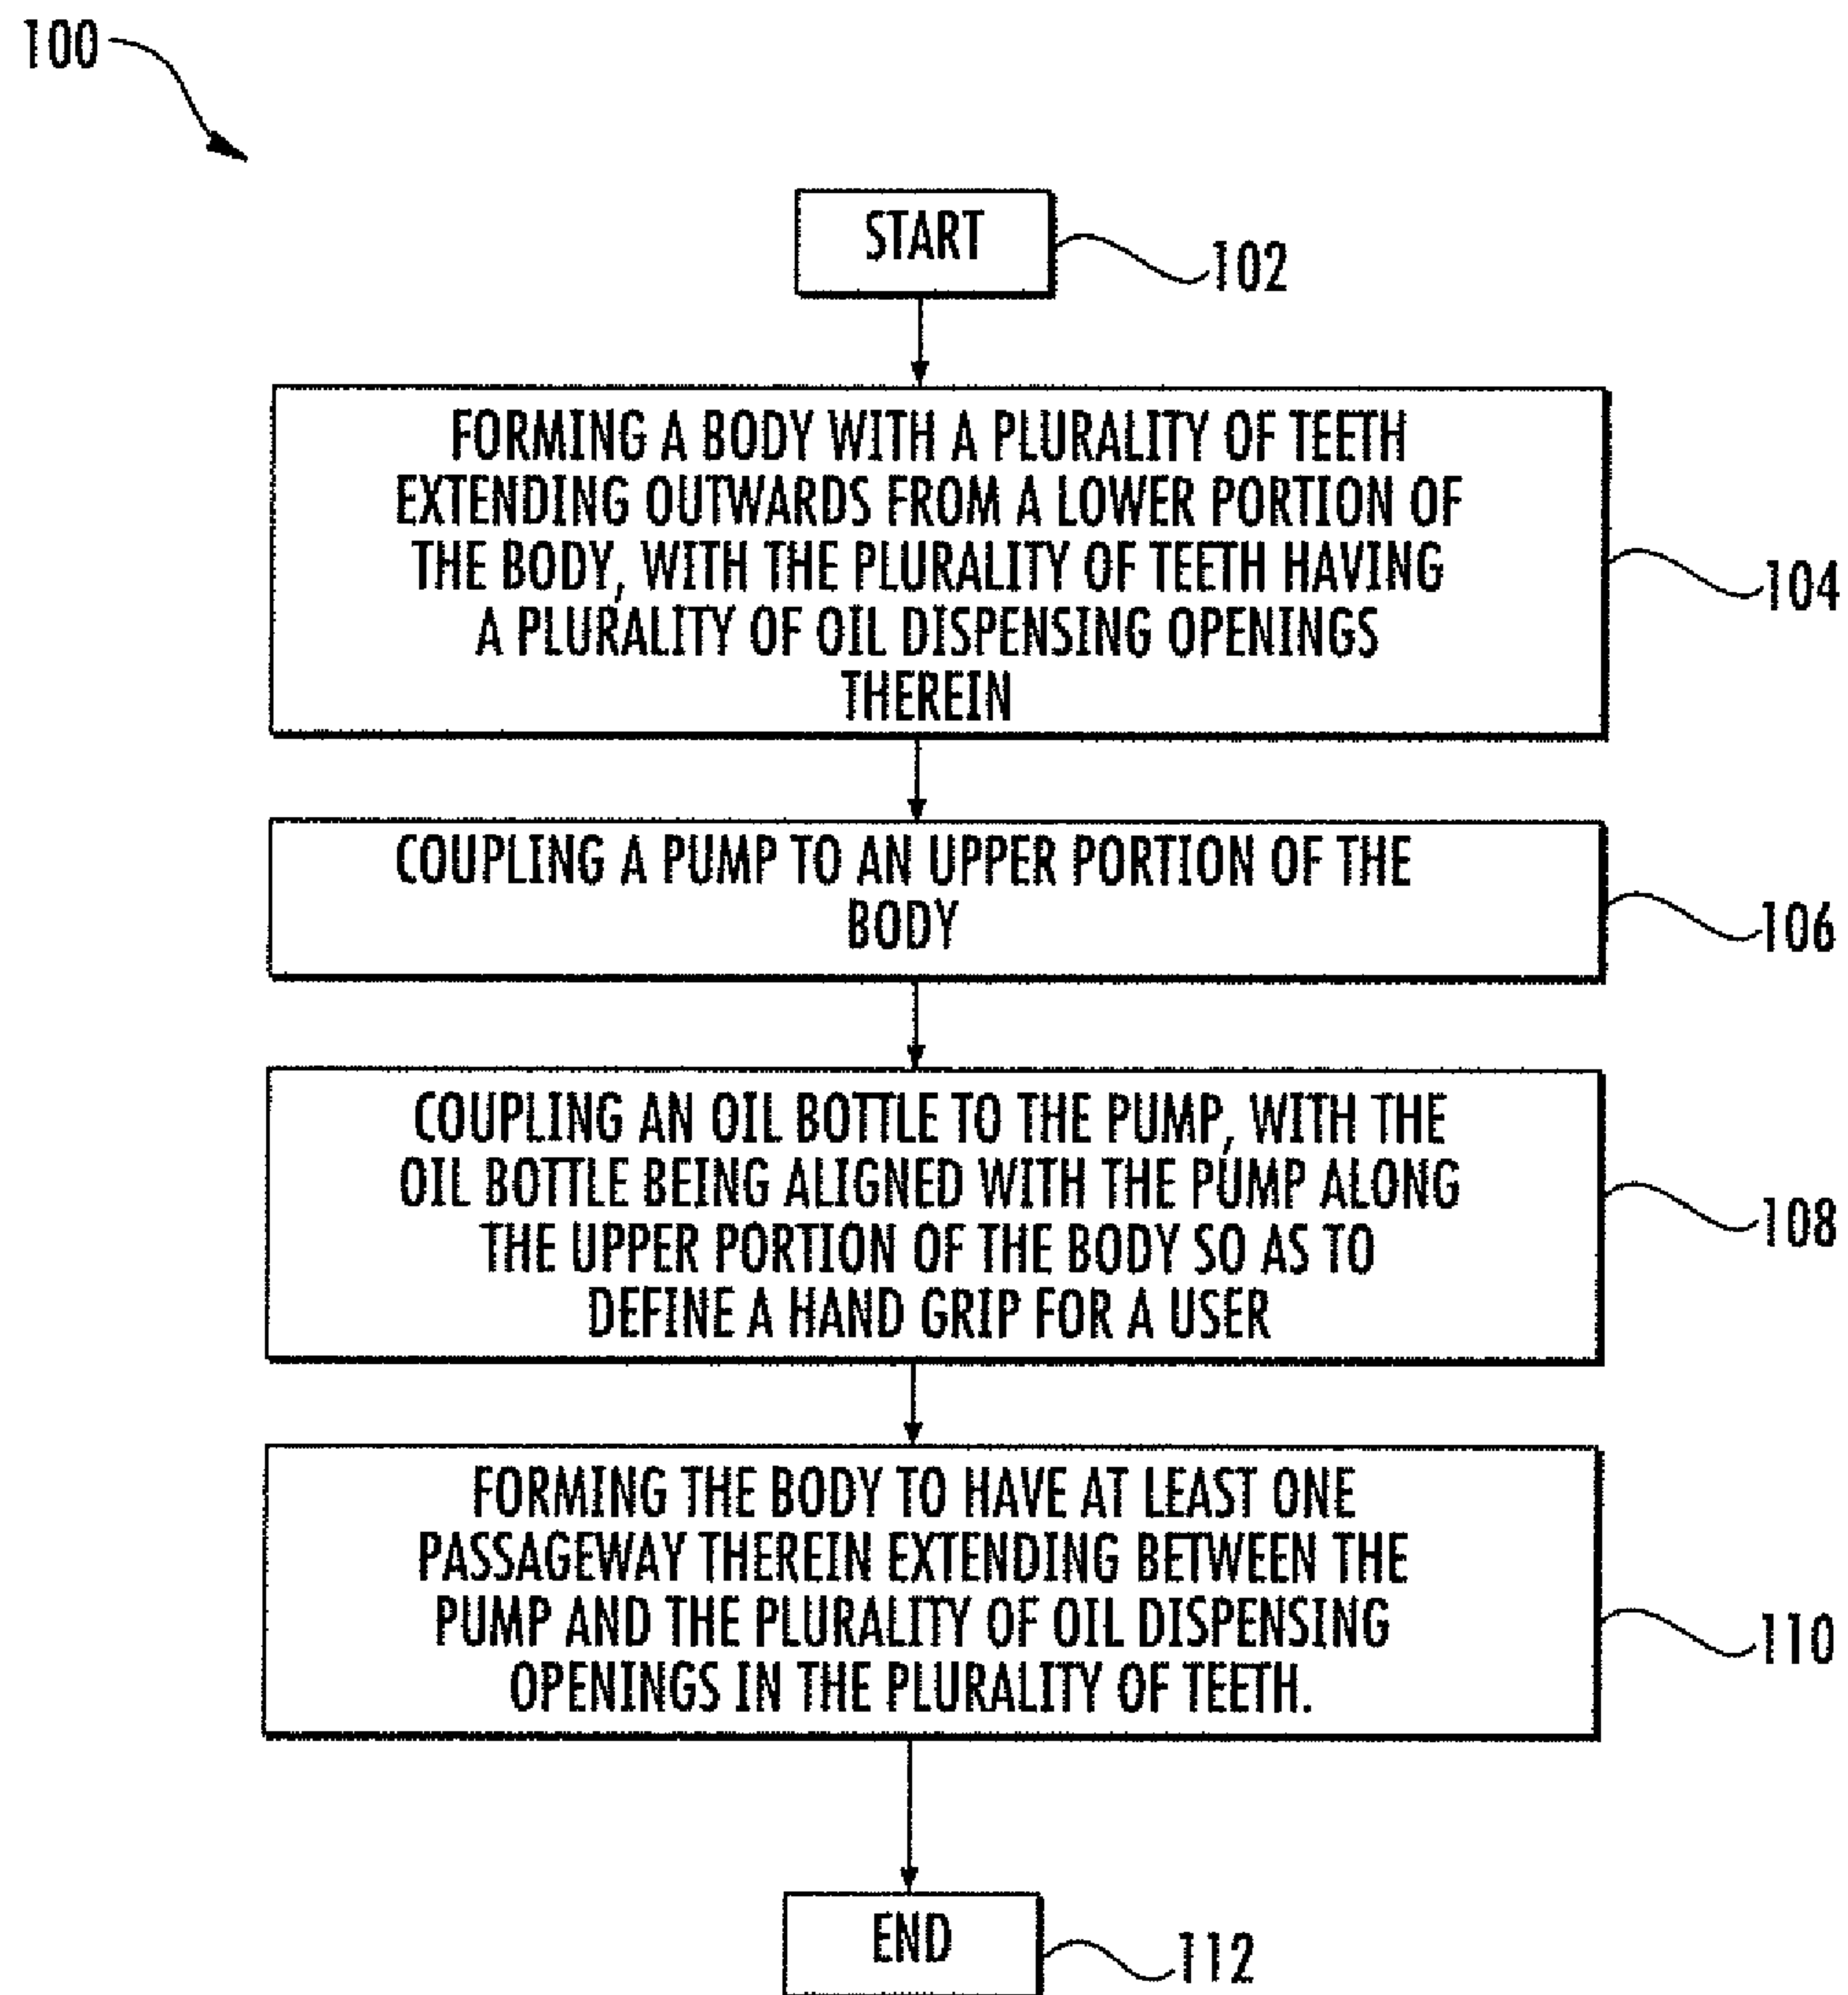 100
START
102
FORMING A BODY WITH A PLURALITY OF TEETH
EXTENDING OUTWARDS FROM A LOWER PORTION OF
THE BODY, WITH THE PLURALITY OF TEETH HAVING
A PLURALITY OF OIL DISPENSING OPENINGS
THEREIN
104
COUPLING A PUMP TO AN UPPER PORTION OF THE
BODY
106
COUPLING AN OIL BOTTLE TO THE PUMP, WITH THE
OIL BOTTLE BEING ALIGNED WITH THE PUMP ALONG
THE UPPER PORTION OF THE BODY SO AS TO
DEFINE A HAND GRIP FOR A USER
108
FORMING THE BODY TO HAVE AT LEAST ONE
PASSAGEWAY THEREIN EXTENDING BETWEEN THE
PUMP AND THE PLURALITY OF OIL DISPENSING
OPENINGS IN THE PLURALITY OF TEETH.
110
END
112